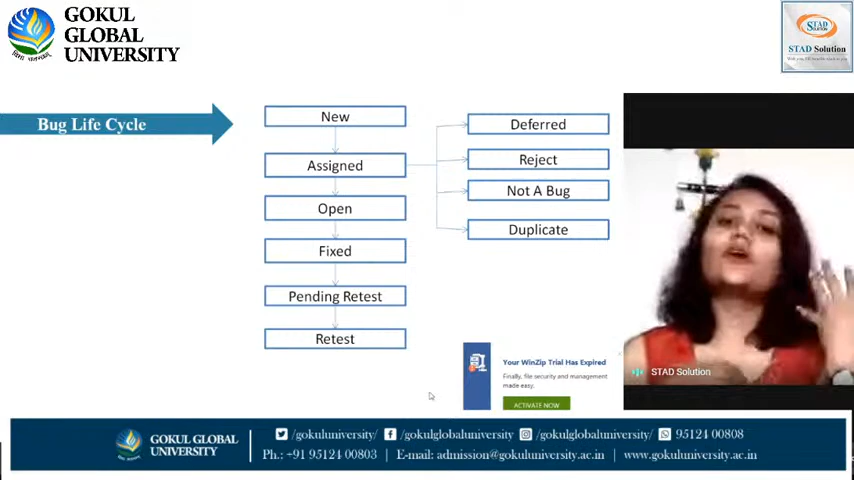 GOKUL
GLOBAL
UNIVERSITY
STAD
SOLUTION
STAD Solution
Bug Life Cycle
New
Assigned
Open
Fixed
Pending Retest
Retest
Deferred
Reject
Not A Bug
Duplicate
Your WinZip Trial Has Expired
Finally, file security and management
made easy.
ACTIVATE NOW
STAD Solution
GOKUL GLOBAL
UNIVERSITY
/gokuluniversity/ | /gokulglobaluniversity /gokulglobaluniversity/ 95124 00808
Ph.: +91 95124 00803 | E-mail: admission@gokuluniversity.ac.in | www.gokuluniversity.ac.in